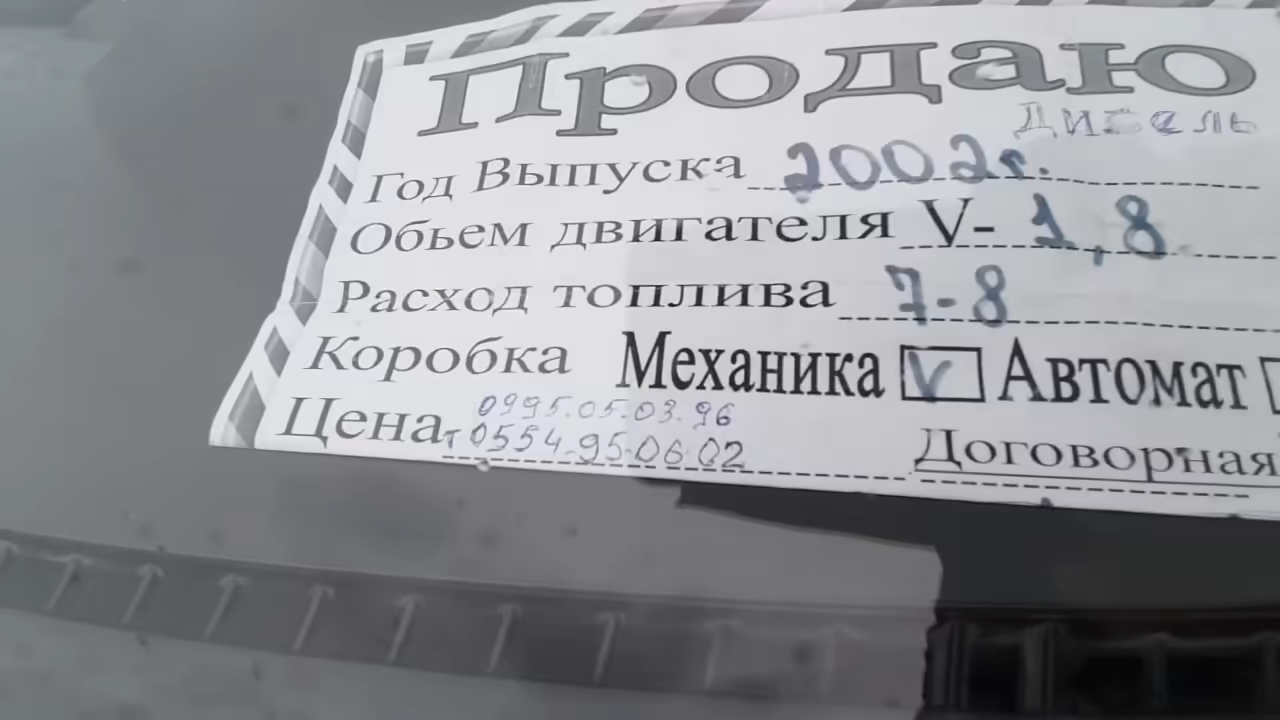 Продаю
Дизель
Год Выпуска 2002г.
Обьем двигателя V- 1,8
Расход топлива 7-8
Коробка Механика V Автомат
0995.05.03.96
Цена т 0554-95.06.02
Договорная